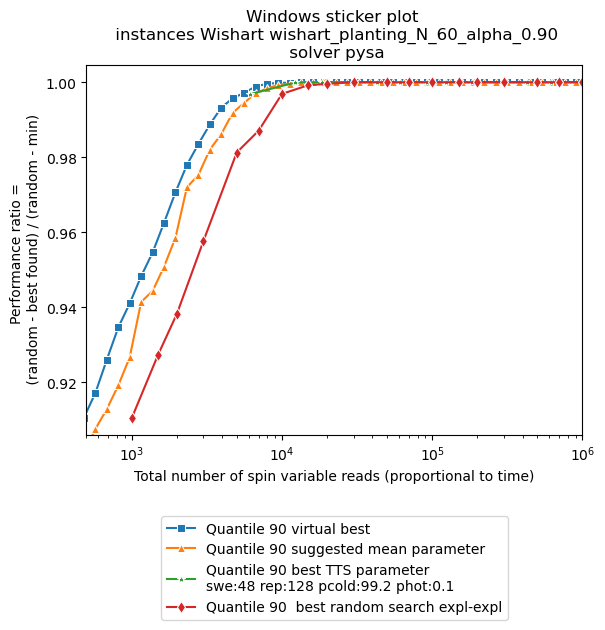 Windows sticker plot
instances Wishart wishart_planting_N_60_alpha_0.90
solver pysa
Performance ratio =
(random - best found) / (random - min)
1.00
0.98
0.96
0.94
0.92
10³
10⁴
10⁵
10⁶
Total number of spin variable reads (proportional to time)
Quantile 90 virtual best
Quantile 90 suggested mean parameter
Quantile 90 best TTS parameter
swe:48 rep:128 pcold:99.2 phot:0.1
Quantile 90  best random search expl-expl